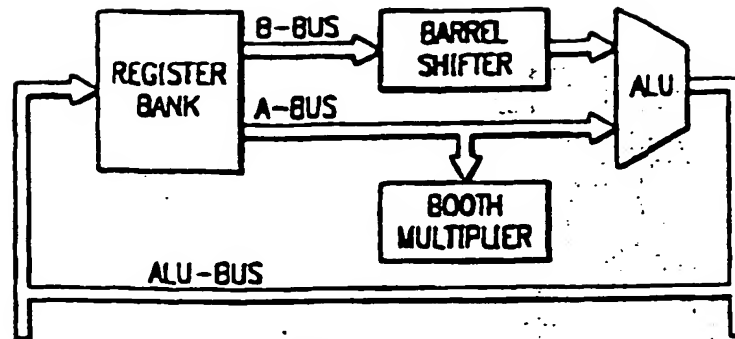 B-BUS
BARREL
SHIFTER
REGISTER
BANK
ALU
A-BUS
BOOTH
MULTIPLIER
ALU-BUS